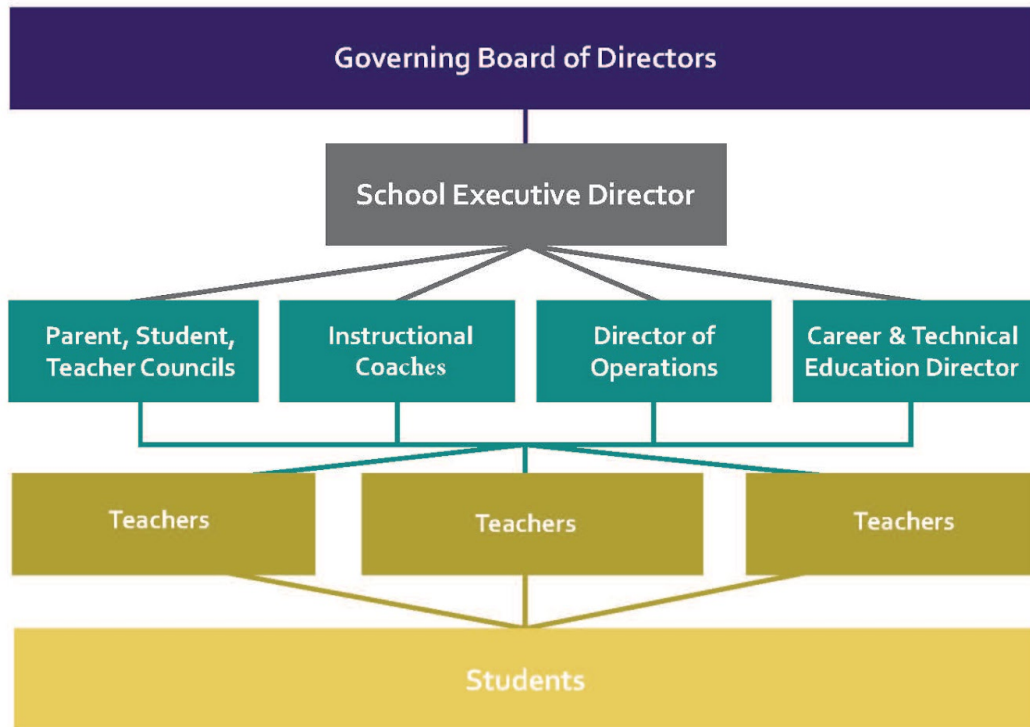 Governing Board of Directors
School Executive Director
Parent, Student,
Teacher Councils
Instructional
Coaches
Director of
Operations
Career & Technical
Education Director
Teachers
Teachers
Teachers
Students